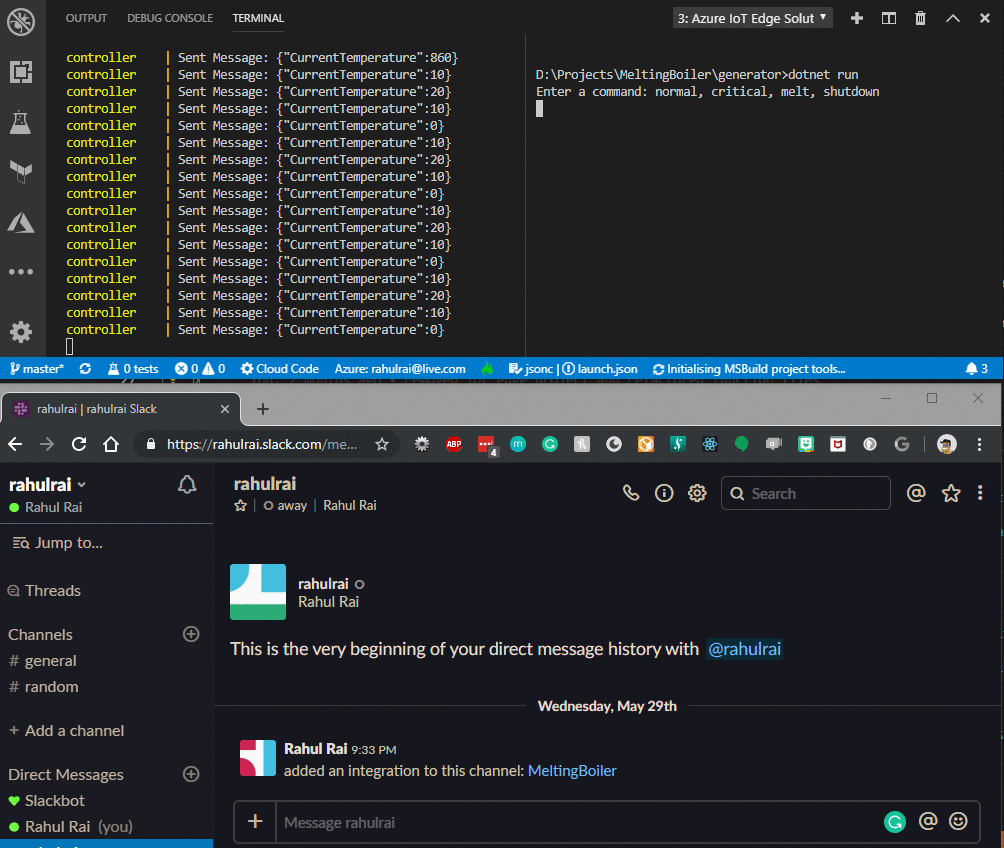 OUTPUT DEBUG CONSOLE TERMINAL 3: Azure IoT Edge Solut
controller | Sent Message: {"CurrentTemperature":860}
controller | Sent Message: {"CurrentTemperature":10}
controller | Sent Message: {"CurrentTemperature":20}
controller | Sent Message: {"CurrentTemperature":10}
controller | Sent Message: {"CurrentTemperature":0}
controller | Sent Message: {"CurrentTemperature":10}
controller | Sent Message: {"CurrentTemperature":20}
controller | Sent Message: {"CurrentTemperature":10}
controller | Sent Message: {"CurrentTemperature":0}
controller | Sent Message: {"CurrentTemperature":10}
controller | Sent Message: {"CurrentTemperature":20}
controller | Sent Message: {"CurrentTemperature":10}
controller | Sent Message: {"CurrentTemperature":0}
controller | Sent Message: {"CurrentTemperature":10}
controller | Sent Message: {"CurrentTemperature":20}
controller | Sent Message: {"CurrentTemperature":10}
controller | Sent Message: {"CurrentTemperature":0}
D:\Projects\MeltingBoiler\generator>dotnet run
Enter a command: normal, critical, melt, shutdown
master* 0 tests 0 0 Cloud Code Azure: rahulrai@live.com jsonc | launch.json Initialising MSBuild project tools... 3
rahulrai | rahulrai Slack
https://rahulrai.slack.com/me... ABP 4
rahulrai
Rahul Rai
Jump to...
Threads
Channels
# general
# random
+ Add a channel
Direct Messages
Slackbot
Rahul Rai (you)
rahulrai
away | Rahul Rai
Search
rahulrai
Rahul Rai
This is the very beginning of your direct message history with @rahulrai
Wednesday, May 29th
Rahul Rai 9:33 PM
added an integration to this channel: MeltingBoiler
Message rahulrai